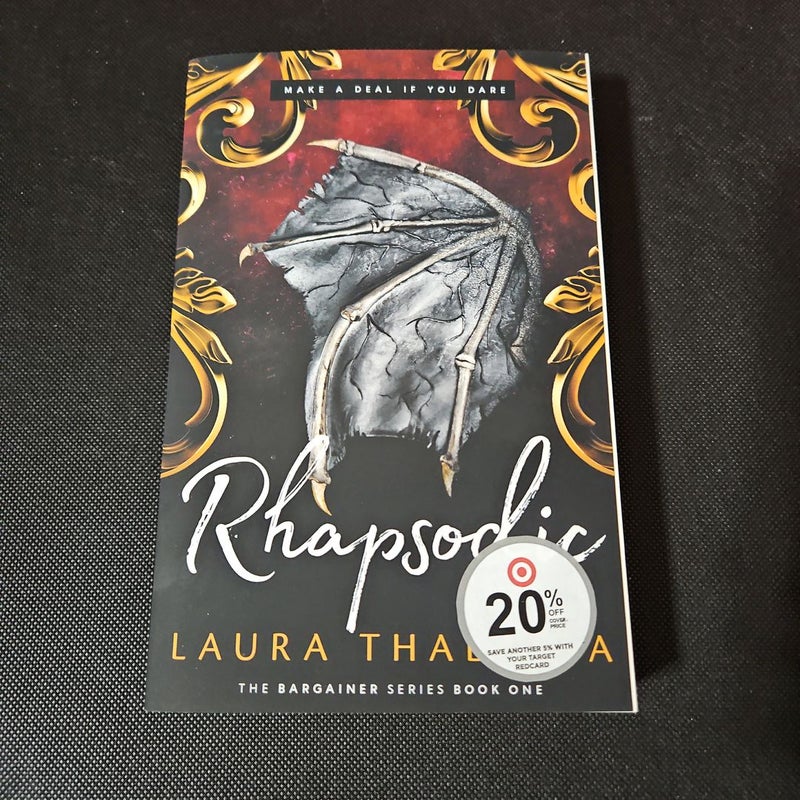 MAKE A DEAL IF YOU DARE
Rhapsodic
20% OFF
COVER PRICE
SAVE ANOTHER 5% WITH
YOUR TARGET
REDCARD
LAURA
THE BARGAINER SERIES BOOK ONE